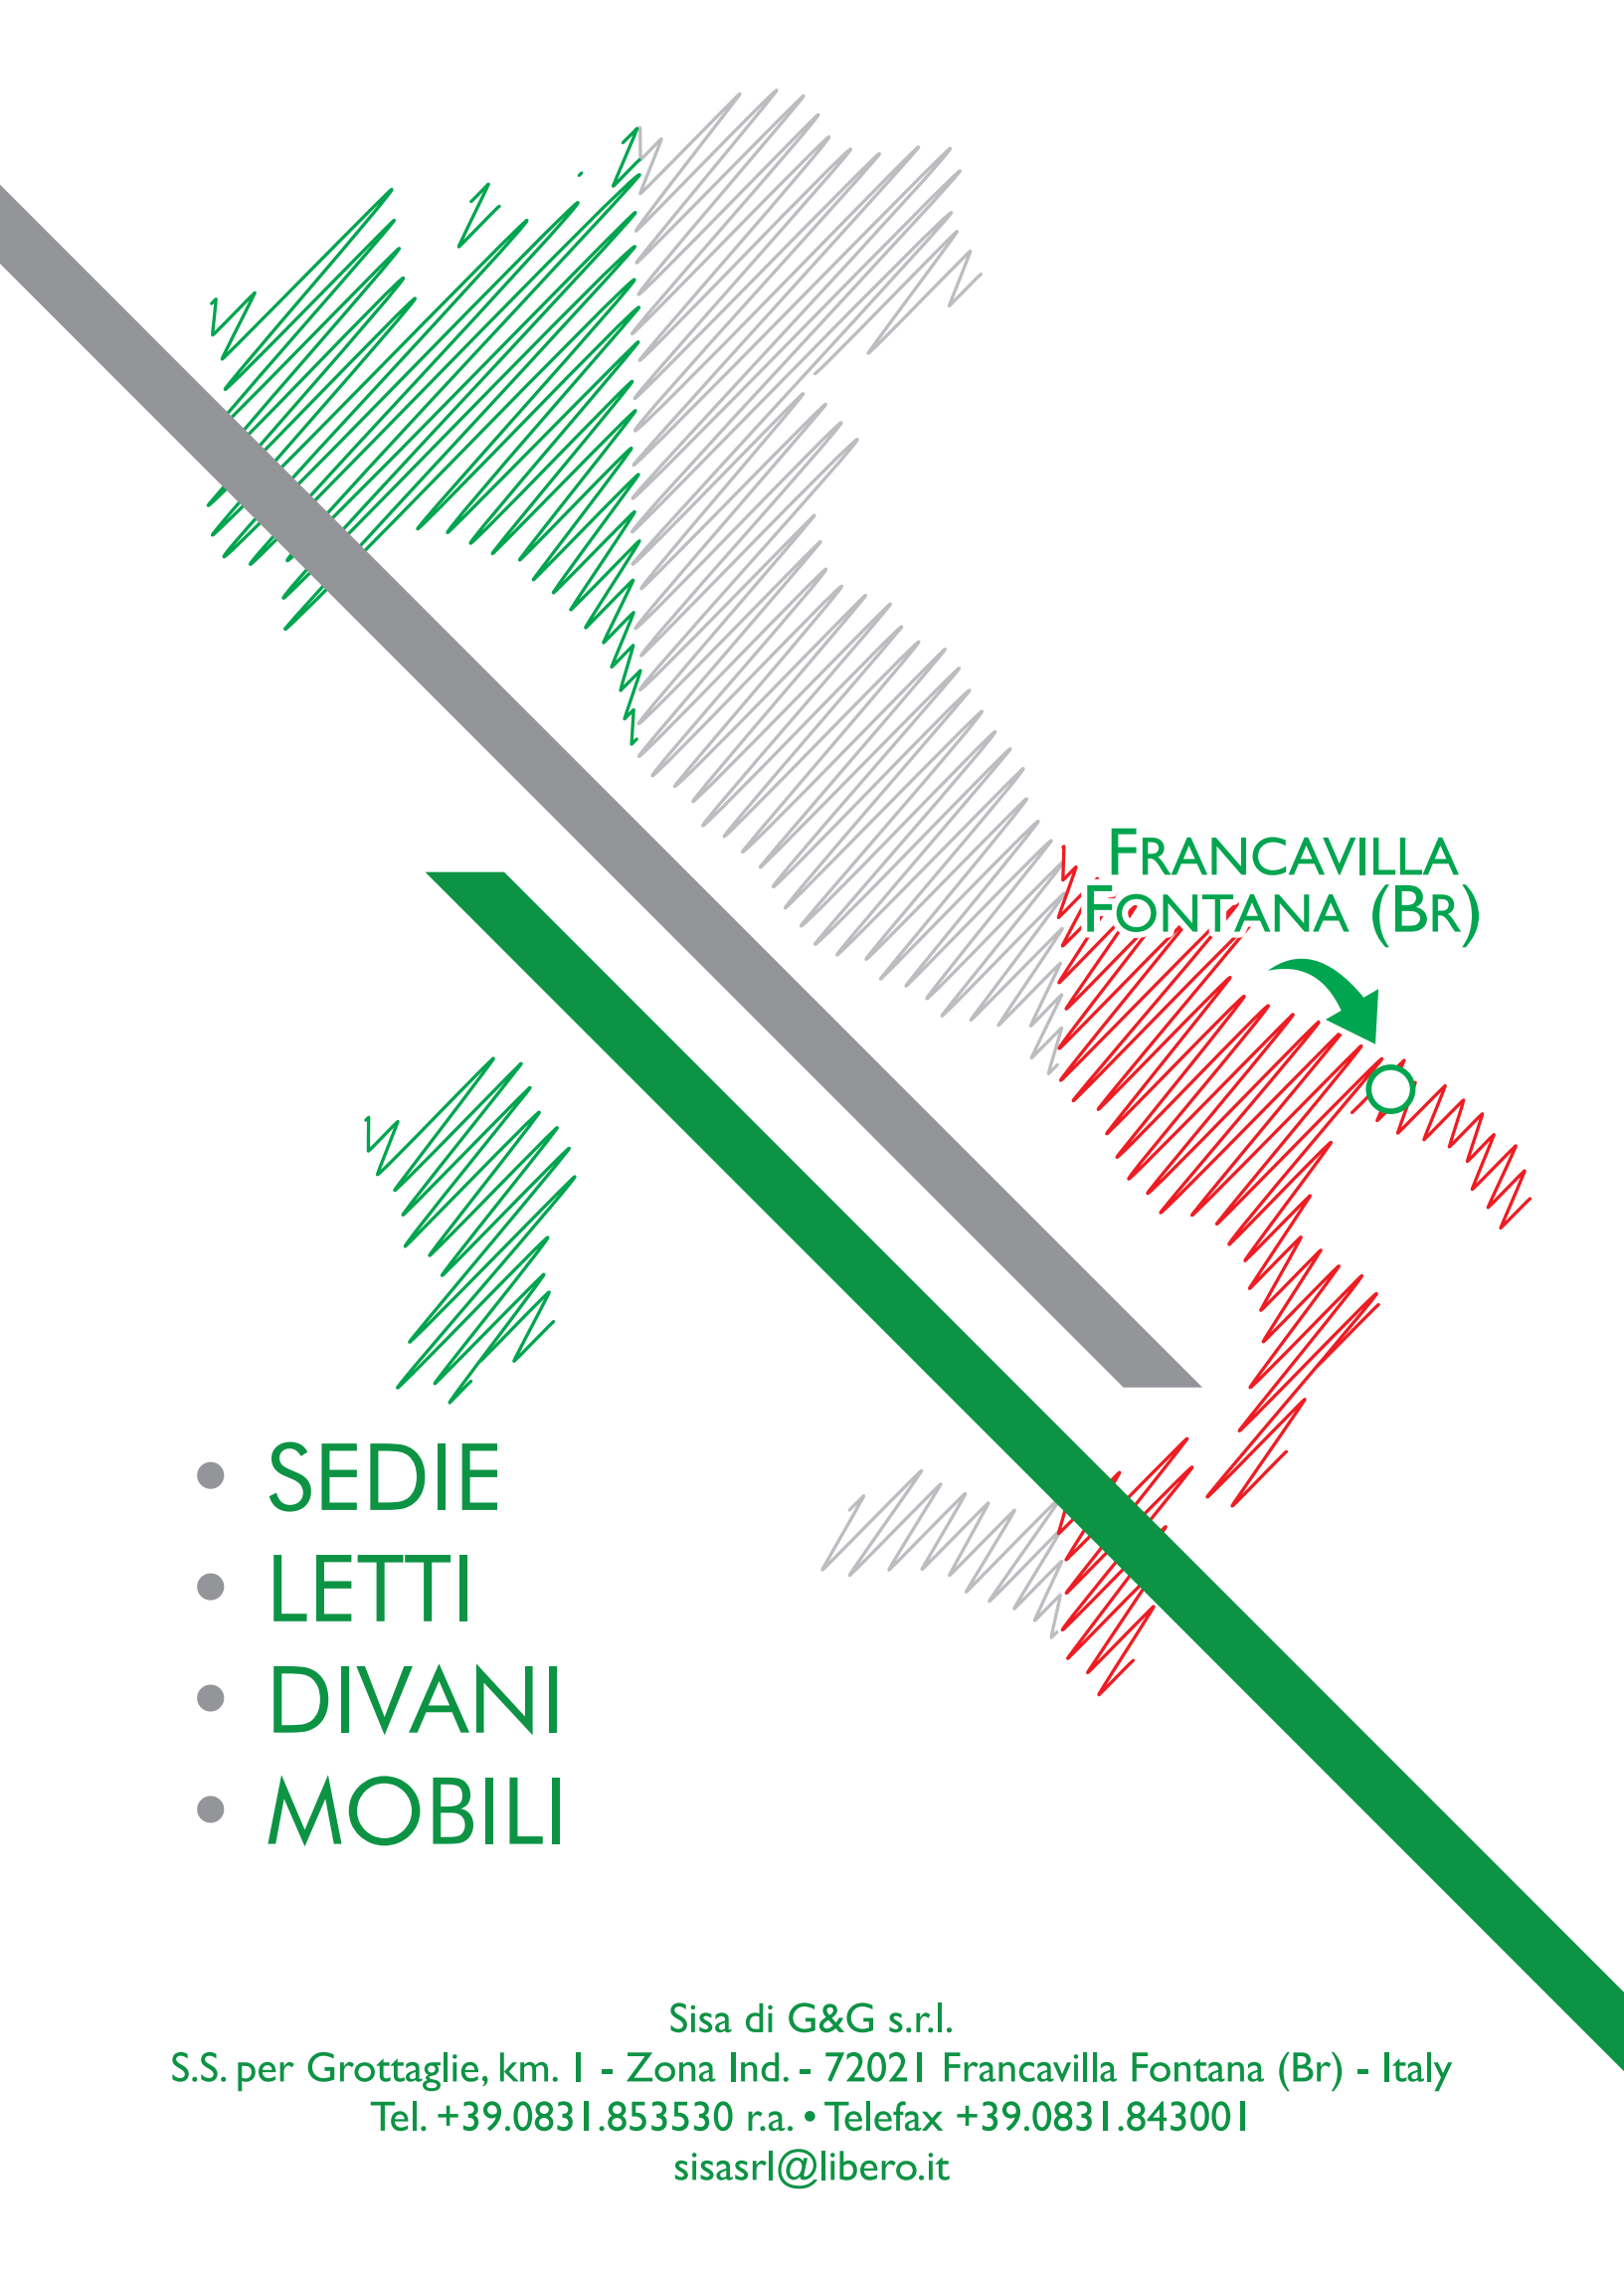 FRANCAVILLA
FONTANA (BR)
• SEDIE
• LETTI
• DIVANI
• MOBILI
Sisa di G&G s.r.l.
S.S. per Grottaglie, km. 1 - Zona Ind. - 72021 Francavilla Fontana (Br) - Italy
Tel. +39.0831.853530 r.a. • Telefax +39.0831.843001
sisasrl@libero.it